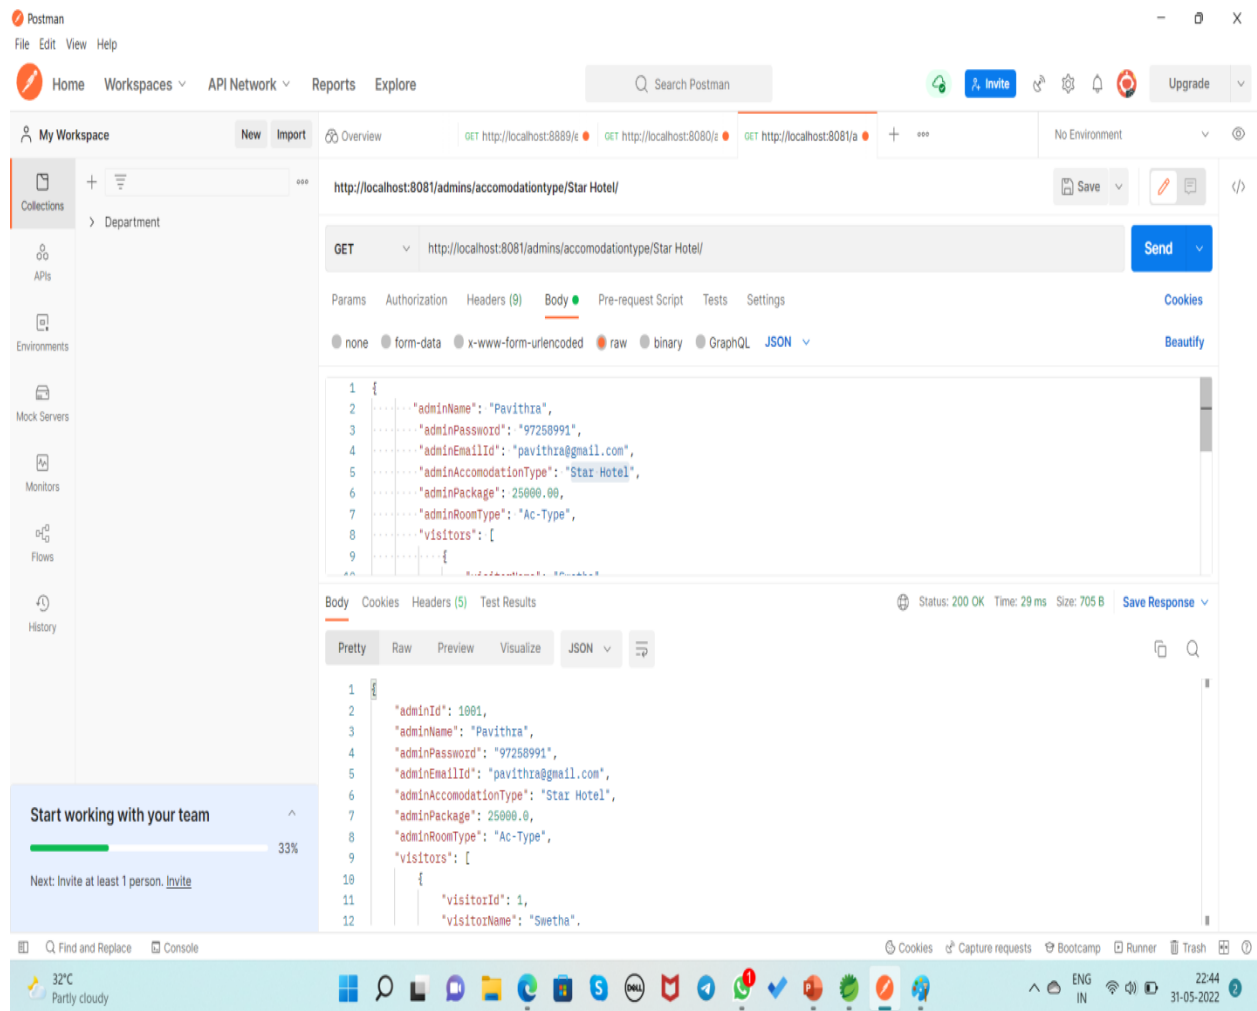 Postman
File Edit View Help
Home Workspaces API Network Reports Explore Search Postman Invite Upgrade
My Workspace New Import Overview GET http://localhost:8889/e GET http://localhost:8080/a GET http://localhost:8081/a No Environment
Collections
Department
APIs
Environments
Mock Servers
Monitors
Flows
History
http://localhost:8081/admins/accomodationtype/Star Hotel/ Save
GET http://localhost:8081/admins/accomodationtype/Star Hotel/ Send
Params Authorization Headers (9) Body Pre-request Script Tests Settings Cookies
none form-data x-www-form-urlencoded raw binary GraphQL JSON Beautify
1 {
2 "adminName": "Pavithra",
3 "adminPassword": "97258991",
4 "adminEmailId": "pavithra@gmail.com",
5 "adminAccomodationType": "Star Hotel",
6 "adminPackage": 25000.00,
7 "adminRoomType": "Ac-Type",
8 "visitors": [
9 {
10 "visitorName": "Swetha"
Body Cookies Headers (5) Test Results Status: 200 OK Time: 29 ms Size: 705 B Save Response
Pretty Raw Preview Visualize JSON
1 {
2 "adminId": 1001,
3 "adminName": "Pavithra",
4 "adminPassword": "97258991",
5 "adminEmailId": "pavithra@gmail.com",
6 "adminAccomodationType": "Star Hotel",
7 "adminPackage": 25000.0,
8 "adminRoomType": "Ac-Type",
9 "visitors": [
10 {
11 "visitorId": 1,
12 "visitorName": "Swetha",
Start working with your team
33%
Next: Invite at least 1 person. Invite
Find and Replace Console Cookies Capture requests Bootcamp Runner Trash
32°C
Partly cloudy
DELL
1
ENG
IN
22:44
31-05-2022
2